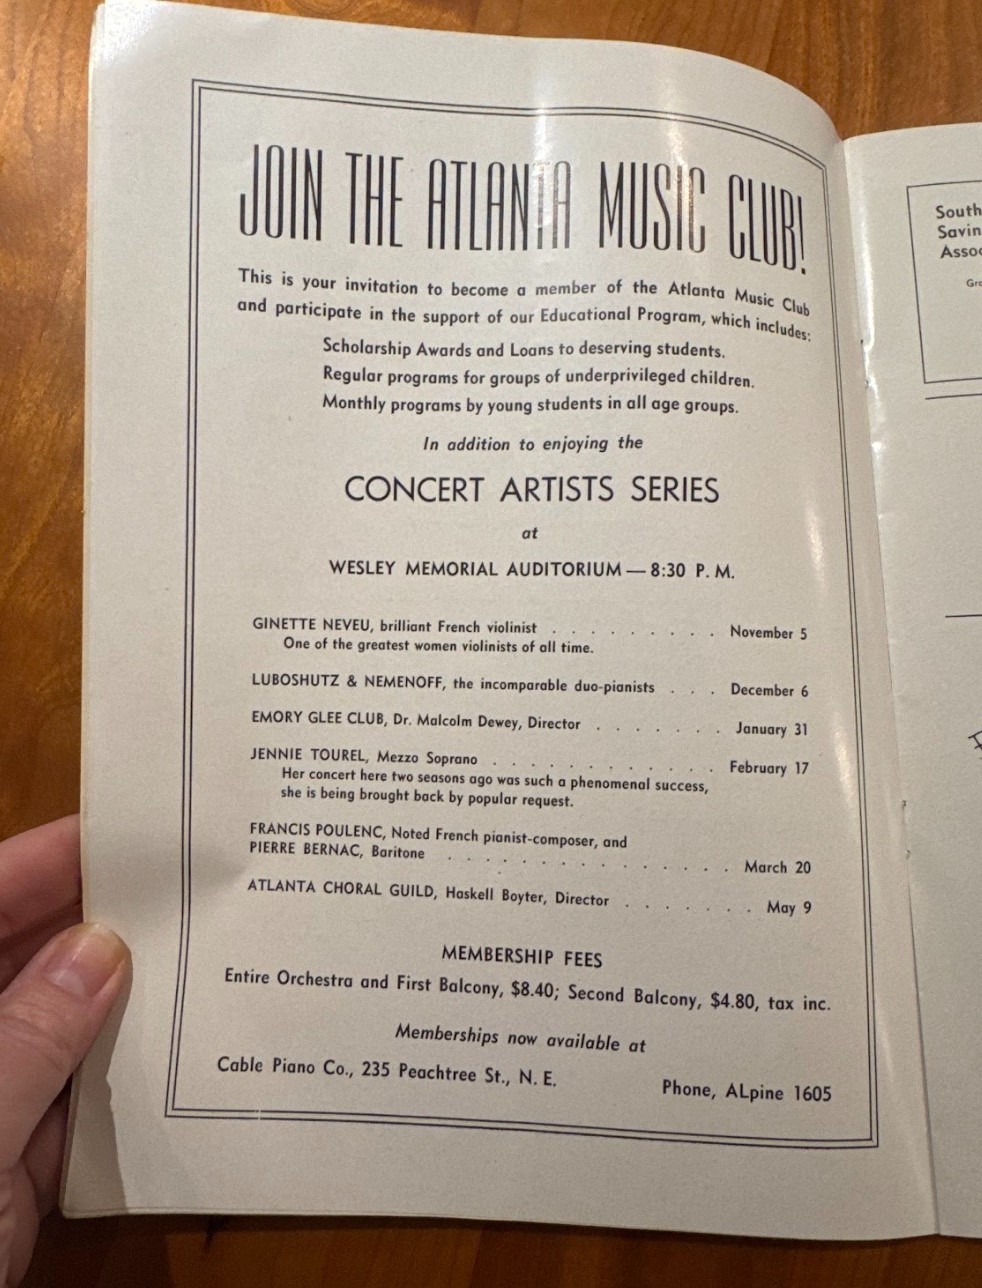 JOIN THE ATLANTA MUSIC CLUB!
This is your invitation to become a member of the Atlanta Music Club
and participate in the support of our Educational Program, which includes:
Scholarship Awards and Loans to deserving students.
Regular programs for groups of underprivileged children.
Monthly programs by young students in all age groups.
In addition to enjoying the
CONCERT ARTISTS SERIES
at
WESLEY MEMORIAL AUDITORIUM — 8:30 P. M.
GINETTE NEVEU, brilliant French violinist . . . . . . . . . November 5
One of the greatest women violinists of all time.
LUBOSHUTZ & NEMENOFF, the incomparable duo-pianists . . . December 6
EMORY GLEE CLUB, Dr. Malcolm Dewey, Director . . . . . . . January 31
JENNIE TOUREL, Mezzo Soprano . . . . . . . . . . . . February 17
Her concert here two seasons ago was such a phenomenal success,
she is being brought back by popular request.
FRANCIS POULENC, Noted French pianist-composer, and
PIERRE BERNAC, Baritone . . . . . . . . . . . . . . . March 20
ATLANTA CHORAL GUILD, Haskell Boyter, Director . . . . . . . May 9
MEMBERSHIP FEES
Entire Orchestra and First Balcony, $8.40; Second Balcony, $4.80, tax inc.
Memberships now available at
Cable Piano Co., 235 Peachtree St., N. E. Phone, ALpine 1605
South
Savin
Assoc
Gra